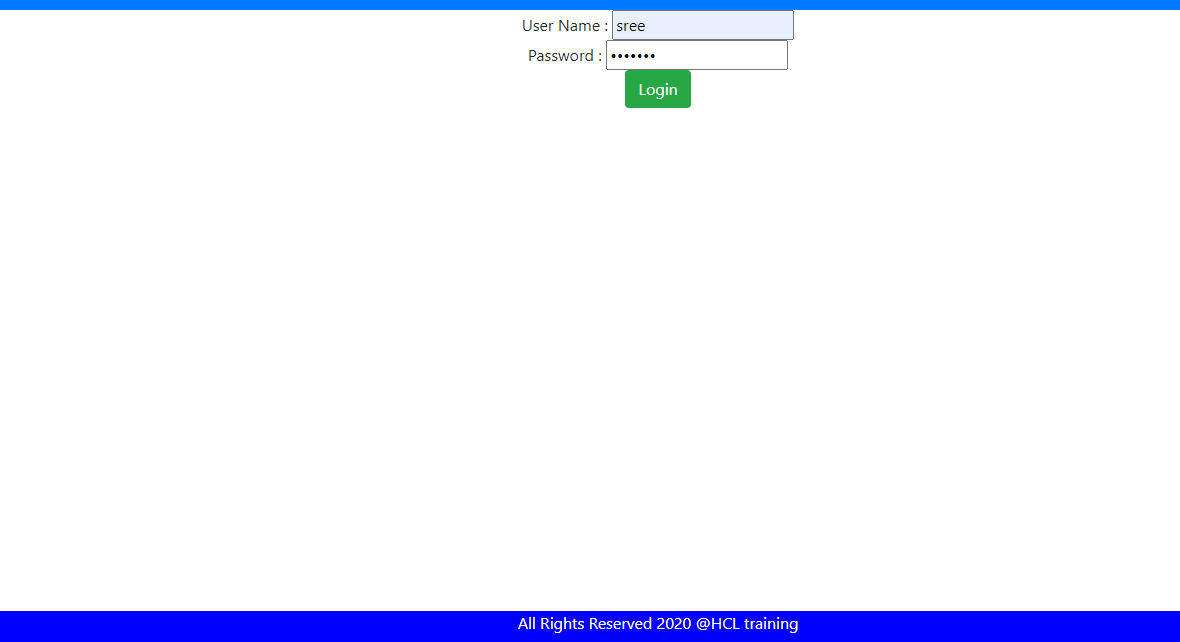 User Name : sree
Password : •••••••
Login
All Rights Reserved 2020 @HCL training